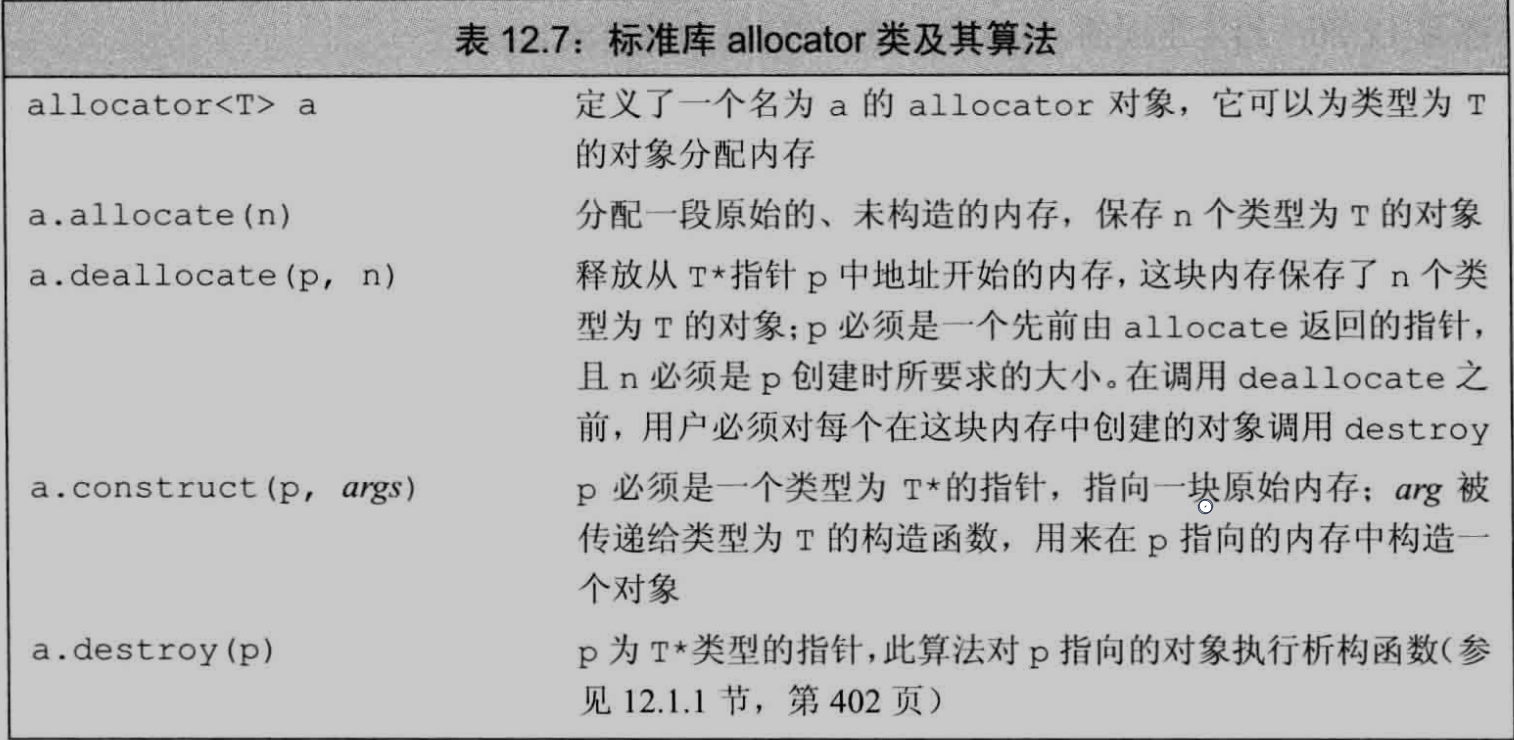 表 12.7：标准库 allocator 类及其算法
allocator<T> a 定义了一个名为 a 的 allocator 对象，它可以为类型为 T
的对象分配内存
a.allocate(n) 分配一段原始的、未构造的内存，保存 n 个类型为 T 的对象
a.deallocate(p, n) 释放从 T*指针 p 中地址开始的内存，这块内存保存了 n 个类
型为 T 的对象；p 必须是一个先前由 allocate 返回的指针，
且 n 必须是 p 创建时所要求的大小。在调用 deallocate 之
前，用户必须对每个在这块内存中创建的对象调用 destroy
a.construct(p, args) p 必须是一个类型为 T*的指针，指向一块原始内存；arg 被
传递给类型为 T 的构造函数，用来在 p 指向的内存中构造一
个对象
a.destroy(p) p 为 T*类型的指针，此算法对 p 指向的对象执行析构函数（参
见 12.1.1 节，第 402 页）